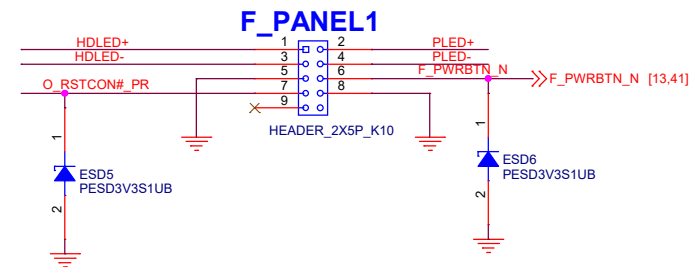 F_PANEL1
HDLED+ 1 2 PLED+
HDLED- 3 4 PLED-
5 6 F_PWRBTN_N F_PWRBTN_N [13,41]
O_RSTCON#_PR 7 8
9
HEADER_2X5P_K10
1
ESD5
PESD3V3S1UB
2
1
ESD6
PESD3V3S1UB
2